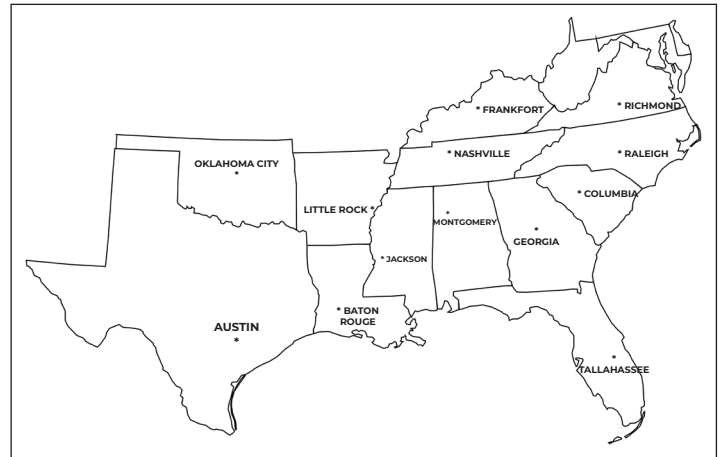 * FRANKFORT
* RICHMOND
OKLAHOMA CITY
*
* NASHVILLE
* RALEIGH
LITTLE ROCK *
* COLUMBIA
*
MONTGOMERY
*
GEORGIA
* JACKSON
* BATON
ROUGE
AUSTIN
*
*
TALLAHASSEE